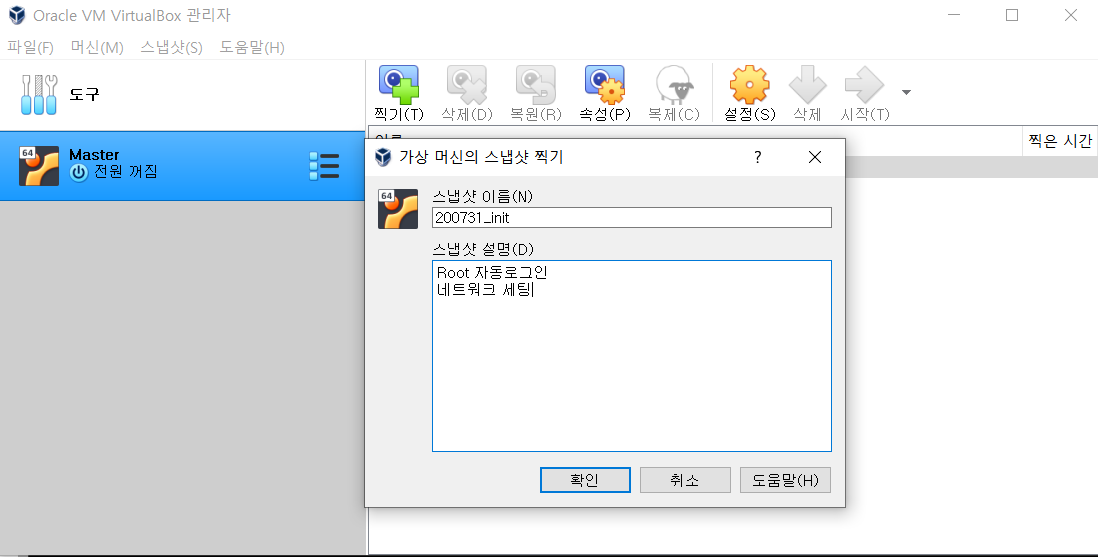 Oracle VM VirtualBox 관리자
파일(F) 머신(M) 스냅샷(S) 도움말(H)
도구
찍기(T) 삭제(D) 복원(R) 속성(P) 복제(C) 설정(S) 삭제 시작(T)
64 Master
전원 꺼짐
찍은 시간
가상 머신의 스냅샷 찍기 ?
64
스냅샷 이름(N)
200731_init
스냅샷 설명(D)
Root 자동로그인
네트워크 세팅
확인 취소 도움말(H)